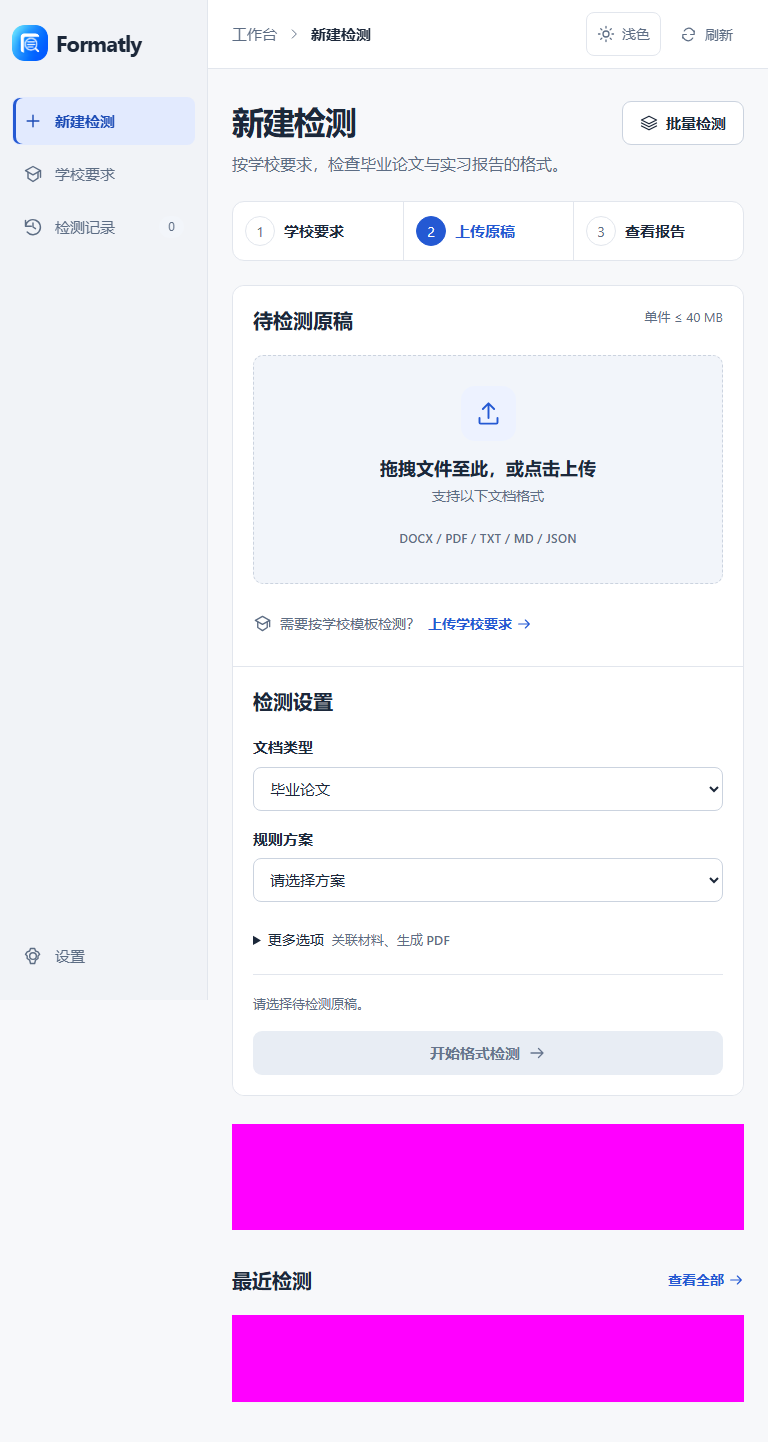 Formatly
新建检测
学校要求
检测记录 0
设置
工作台 > 新建检测
浅色
刷新
新建检测
批量检测
按学校要求，检查毕业论文与实习报告的格式。
1 学校要求
2 上传原稿
3 查看报告
待检测原稿
单件 ≤ 40 MB
拖拽文件至此，或点击上传
支持以下文档格式
DOCX / PDF / TXT / MD / JSON
需要按学校模板检测？ 上传学校要求 →
检测设置
文档类型
毕业论文
规则方案
请选择方案
更多选项 关联材料、生成 PDF
请选择待检测原稿。
开始格式检测 →
最近检测
查看全部 →